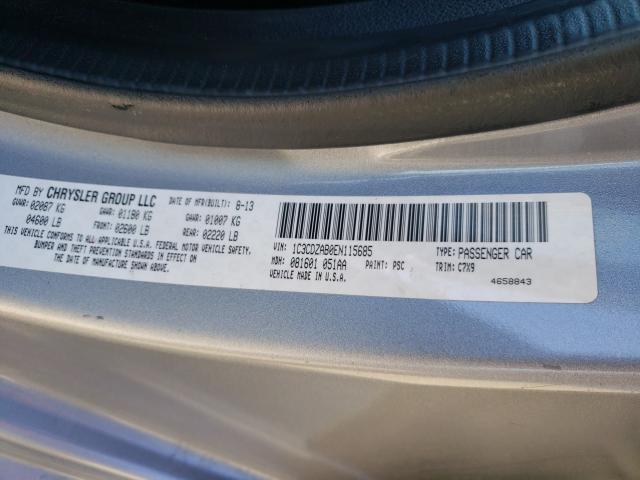 MFD BY CHRYSLER GROUP LLC DATE OF MFR(BUILT): 8-13
GVWR: 02087 KG GAWR: 01180 KG GAWR: 01007 KG
04600 LB FRONT: 02600 LB REAR: 02220 LB
THIS VEHICLE CONFORMS TO ALL U.S.A. FEDERAL MOTOR VEHICLE SAFETY,
BUMPER AND THEFT PREVENTION STANDARDS IN EFFECT ON
THE DATE OF MANUFACTURE SHOWN ABOVE.
VIN: 1C3CDZAB0EN115685 TYPE: PASSENGER CAR
MDH: 081601 051AA PAINT: PSC TRIM: C7X9
VEHICLE MADE IN U.S.A. 4658843